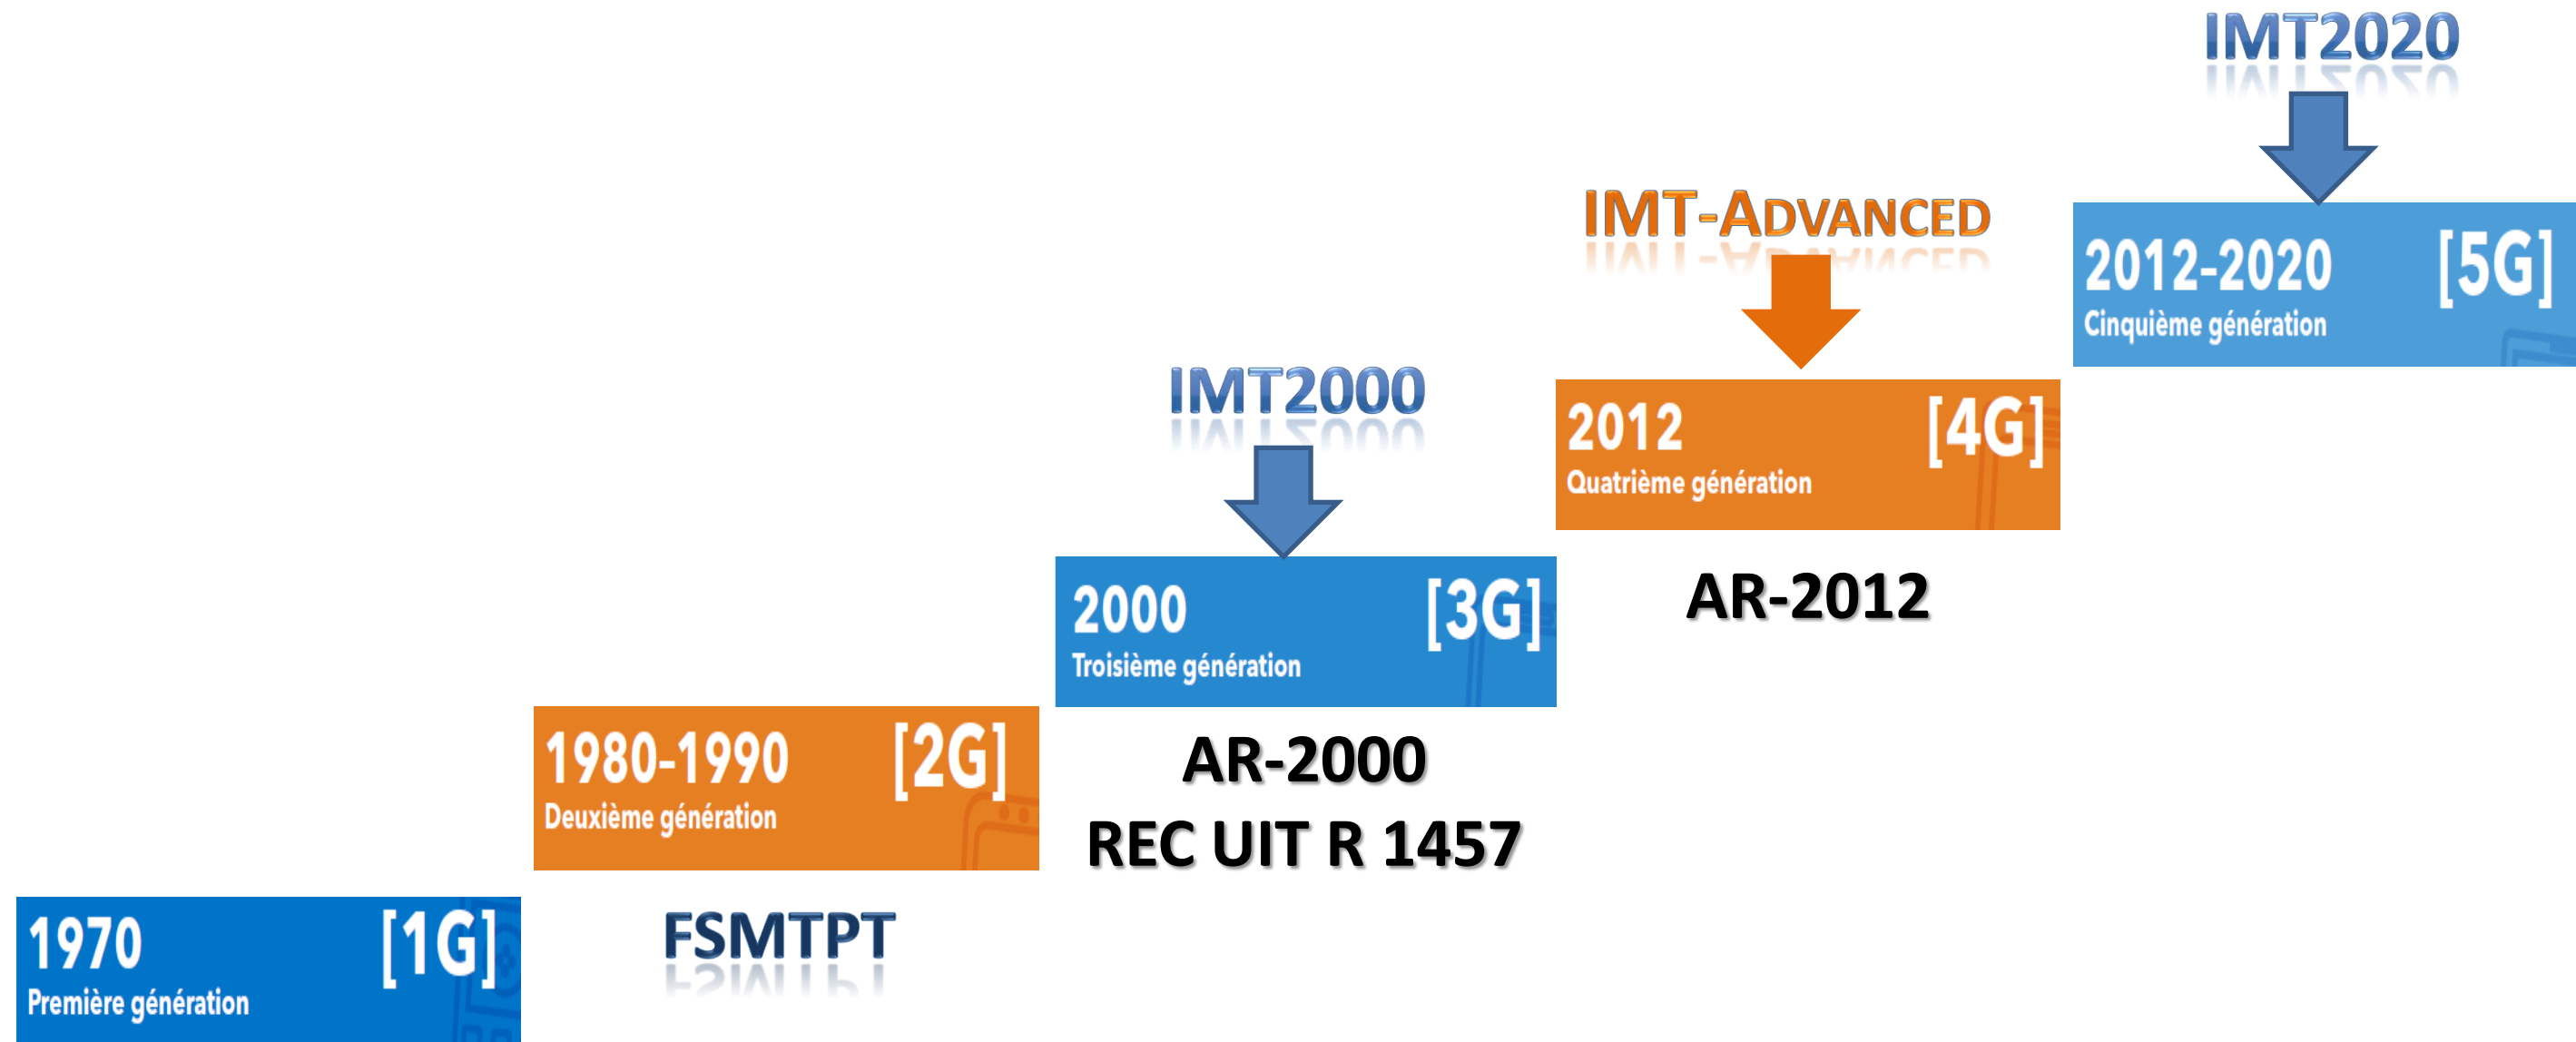 IMT2020
2012-2020 [5G]
Cinquième génération
IMT-ADVANCED
2012 [4G]
Quatrième génération
AR-2012
IMT2000
2000 [3G]
Troisième génération
AR-2000
REC UIT R 1457
1980-1990 [2G]
Deuxième génération
FSMTPT
1970 [1G]
Première génération